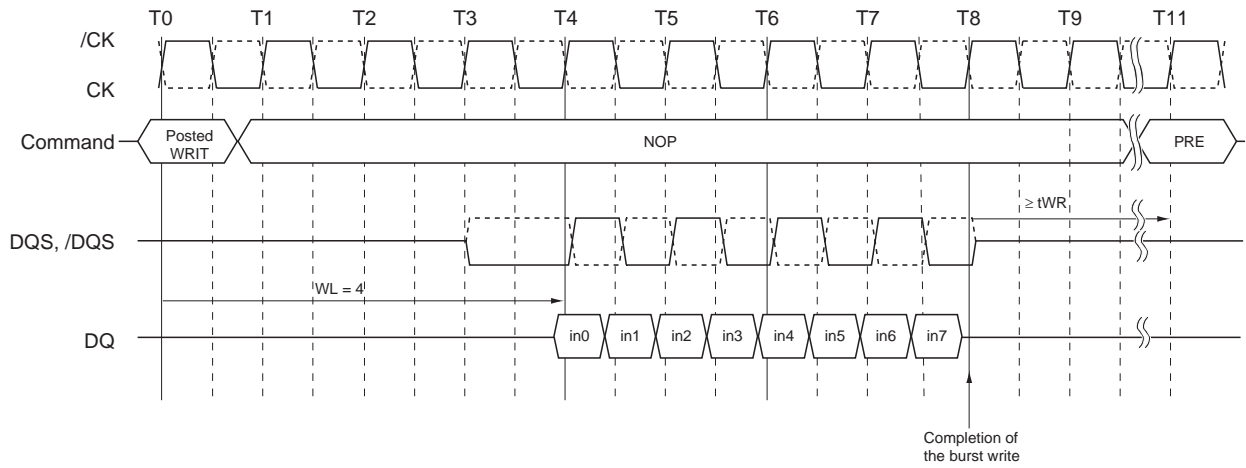 T0 T1 T2 T3 T4 T5 T6 T7 T8 T9 T11
/CK
CK
Command
Posted
WRIT
NOP
PRE
≥ tWR
DQS, /DQS
WL = 4
DQ
in0 in1 in2 in3 in4 in5 in6 in7
Completion of
the burst write